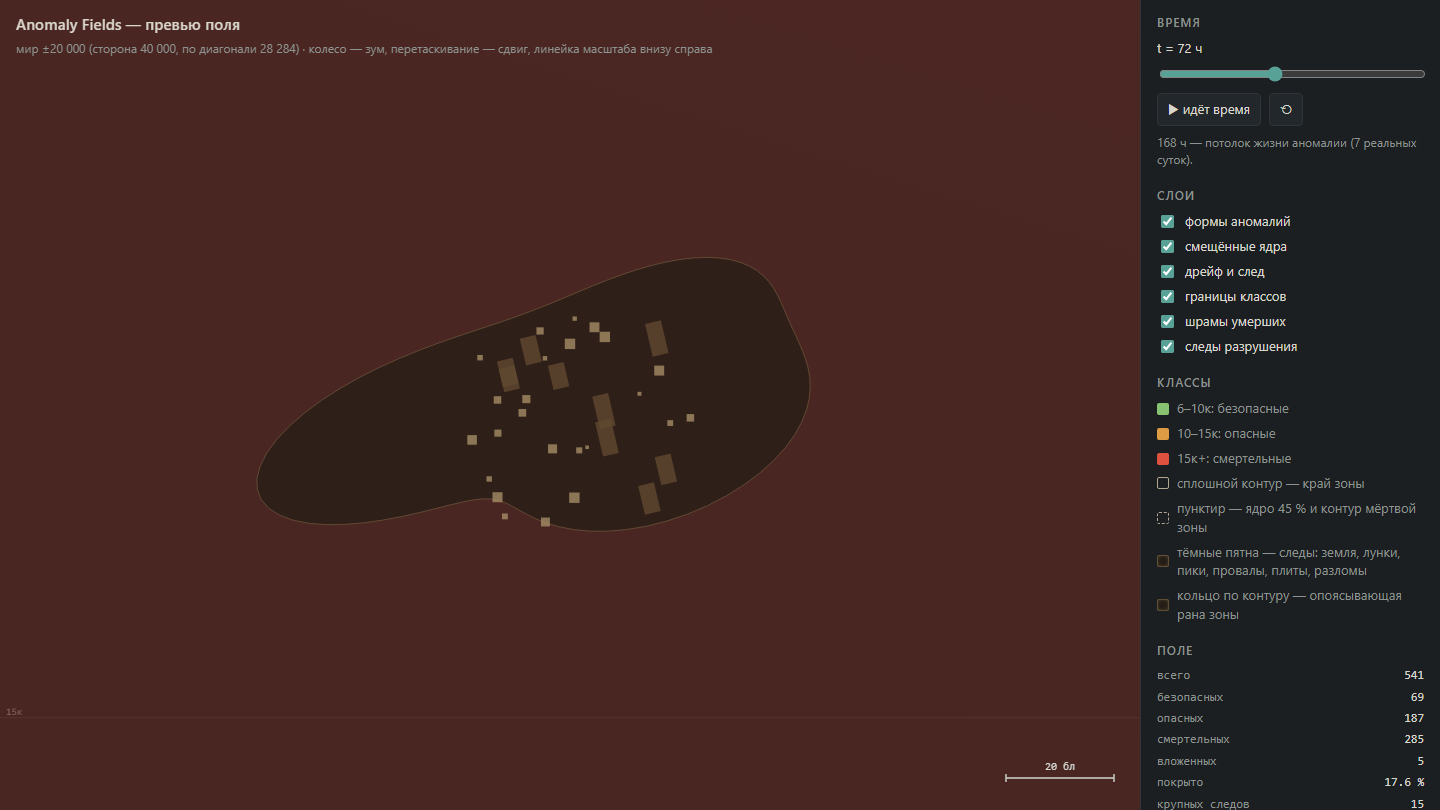 Anomaly Fields — превью поля
мир ±20 000 (сторона 40 000, по диагонали 28 284) · колесо — зум, перетаскивание — сдвиг, линейка масштаба внизу справа
15к
20 бл
ВРЕМЯ
t = 72 ч
▶ идёт время
⟲
168 ч — потолок жизни аномалии (7 реальных
суток).
СЛОИ
формы аномалий
смещённые ядра
дрейф и след
границы классов
шрамы умерших
следы разрушения
КЛАССЫ
6–10к: безопасные
10–15к: опасные
15к+: смертельные
сплошной контур — край зоны
пунктир — ядро 45 % и контур мёртвой
зоны
тёмные пятна — следы: земля, лунки,
пики, провалы, плиты, разломы
кольцо по контуру — опоясывающая
рана зоны
ПОЛЕ
всего 541
безопасных 69
опасных 187
смертельных 285
вложенных 5
покрыто 17.6 %
крупных следов 15